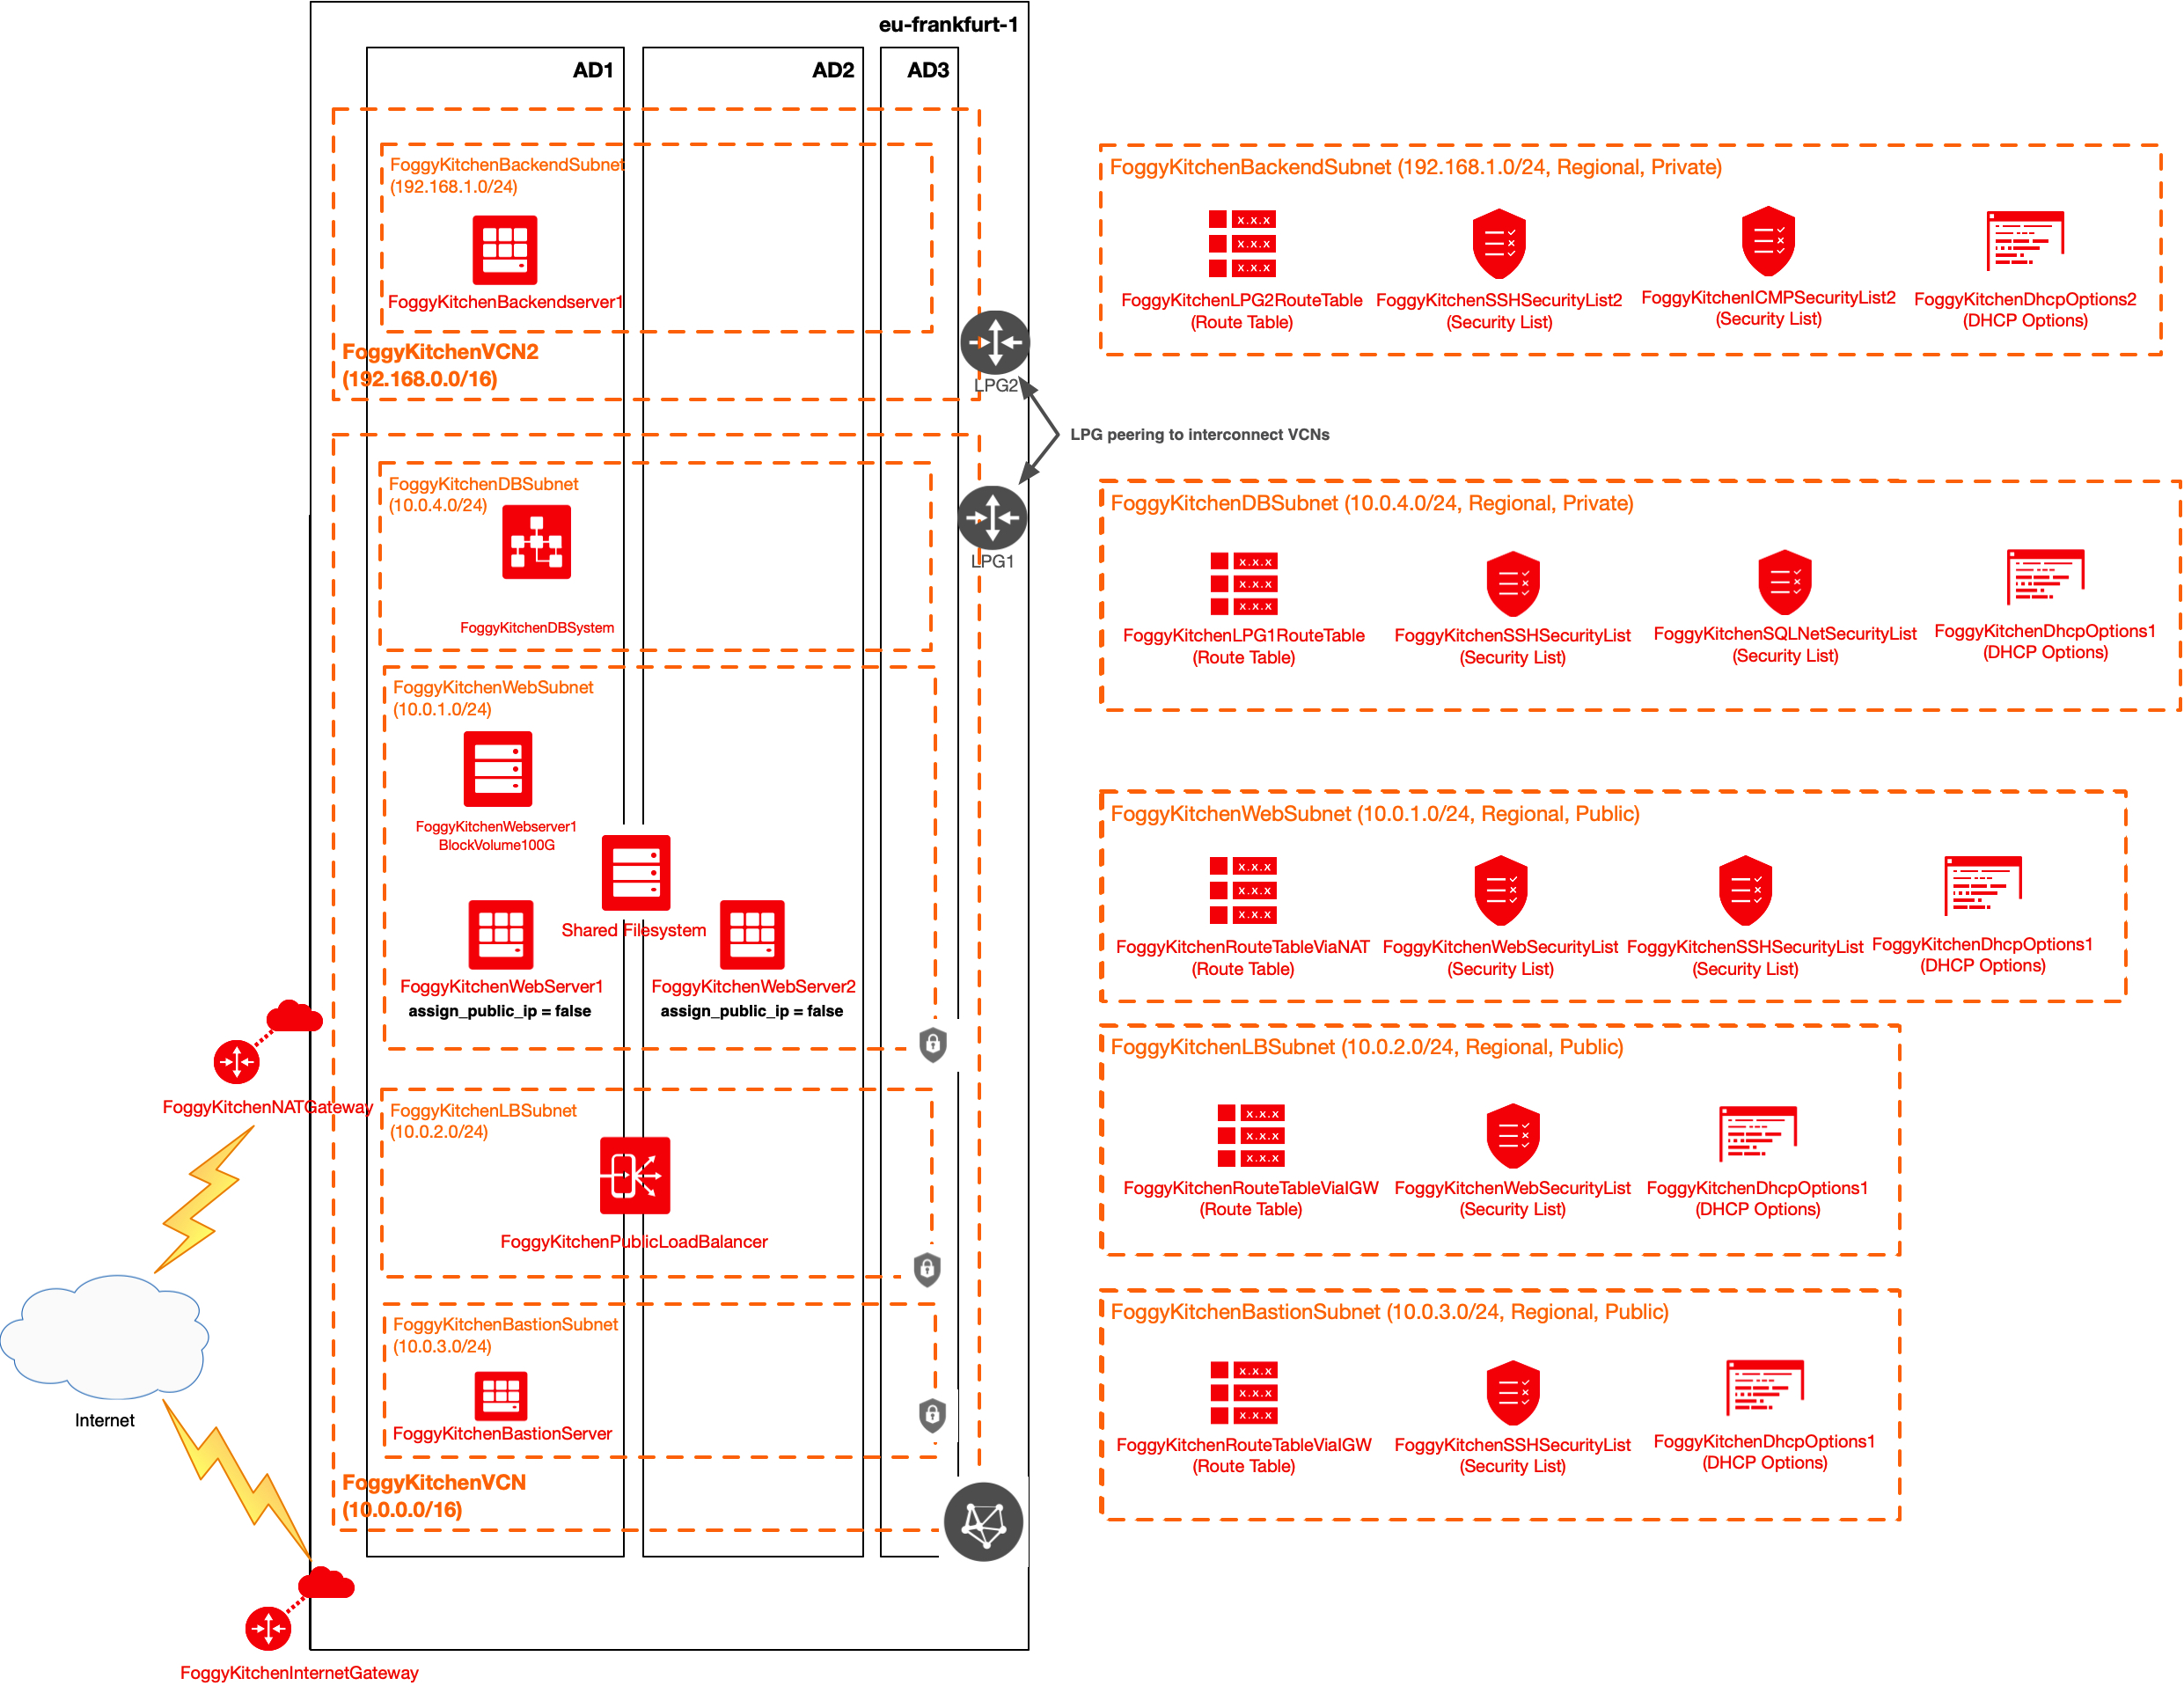 eu-frankfurt-1
AD1
AD2
AD3
FoggyKitchenBackendSubnet
(192.168.1.0/24)
FoggyKitchenBackendserver1
FoggyKitchenVCN2
(192.168.0.0/16)
LPG2
LPG peering to interconnect VCNs
LPG1
FoggyKitchenDBSubnet
(10.0.4.0/24)
FoggyKitchenDBSystem
FoggyKitchenWebSubnet
(10.0.1.0/24)
FoggyKitchenWebserver1
BlockVolume100G
Shared Filesystem
FoggyKitchenWebServer1
assign_public_ip = false
FoggyKitchenWebServer2
assign_public_ip = false
FoggyKitchenNATGateway
FoggyKitchenLBSubnet
(10.0.2.0/24)
FoggyKitchenPublicLoadBalancer
FoggyKitchenBastionSubnet
(10.0.3.0/24)
FoggyKitchenBastionServer
Internet
FoggyKitchenVCN
(10.0.0.0/16)
FoggyKitchenInternetGateway
FoggyKitchenBackendSubnet (192.168.1.0/24, Regional, Private)
x.x.x
x.x.x
x.x.x
FoggyKitchenLPG2RouteTable
(Route Table)
FoggyKitchenSSHSecurityList2
(Security List)
FoggyKitchenICMPSecurityList2
(Security List)
FoggyKitchenDhcpOptions2
(DHCP Options)
FoggyKitchenDBSubnet (10.0.4.0/24, Regional, Private)
x.x.x
x.x.x
x.x.x
FoggyKitchenLPG1RouteTable
(Route Table)
FoggyKitchenSSHSecurityList
(Security List)
FoggyKitchenSQLNetSecurityList
(Security List)
FoggyKitchenDhcpOptions1
(DHCP Options)
FoggyKitchenWebSubnet (10.0.1.0/24, Regional, Public)
x.x.x
x.x.x
x.x.x
FoggyKitchenRouteTableViaNAT
(Route Table)
FoggyKitchenWebSecurityList
(Security List)
FoggyKitchenSSHSecurityList
(Security List)
FoggyKitchenDhcpOptions1
(DHCP Options)
FoggyKitchenLBSubnet (10.0.2.0/24, Regional, Public)
x.x.x
x.x.x
x.x.x
FoggyKitchenRouteTableViaIGW
(Route Table)
FoggyKitchenWebSecurityList
(Security List)
FoggyKitchenDhcpOptions1
(DHCP Options)
FoggyKitchenBastionSubnet (10.0.3.0/24, Regional, Public)
x.x.x
x.x.x
x.x.x
FoggyKitchenRouteTableViaIGW
(Route Table)
FoggyKitchenSSHSecurityList
(Security List)
FoggyKitchenDhcpOptions1
(DHCP Options)